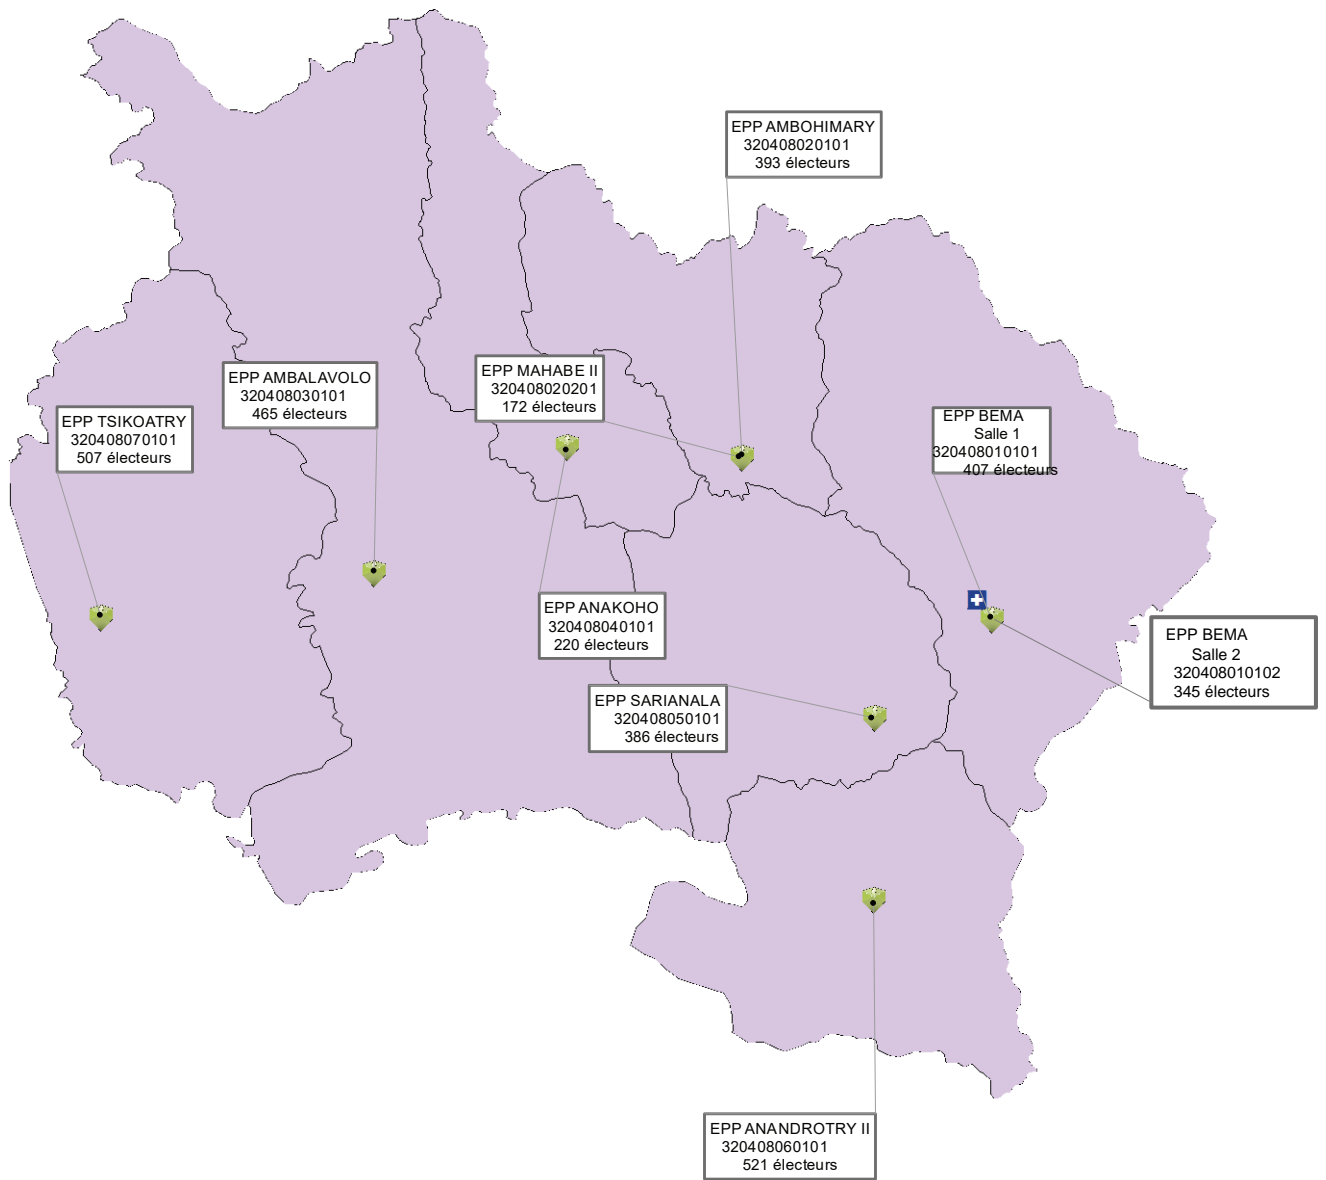 EPP AMBOHIMARY
320408020101
393 électeurs
EPP MAHABE II
320408020201
172 électeurs
EPP AMBALAVOLO
320408030101
465 électeurs
EPP TSIKOATRY
320408070101
507 électeurs
EPP BEMA
Salle 1
320408010101
407 électeurs
EPP ANAKOHO
320408040101
220 électeurs
EPP BEMA
Salle 2
320408010102
345 électeurs
EPP SARIANALA
320408050101
386 électeurs
EPP ANANDROTRY II
320408060101
521 électeurs